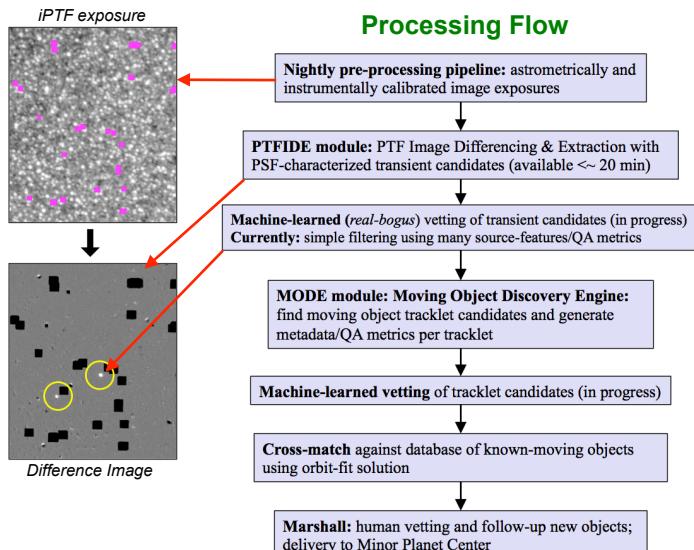 iPTF exposure
Processing Flow
Nightly pre-processing pipeline: astrometrically and
instrumentally calibrated image exposures
PTFIDE module: PTF Image Differencing & Extraction with
PSF-characterized transient candidates (available <~ 20 min)
Machine-learned (real-bogus) vetting of transient candidates (in progress)
Currently: simple filtering using many source-features/QA metrics
MODE module: Moving Object Discovery Engine:
find moving object tracklet candidates and generate
metadata/QA metrics per tracklet
Machine-learned vetting of tracklet candidates (in progress)
Cross-match against database of known-moving objects
using orbit-fit solution
Marshall: human vetting and follow-up new objects;
delivery to Minor Planet Center
Difference Image